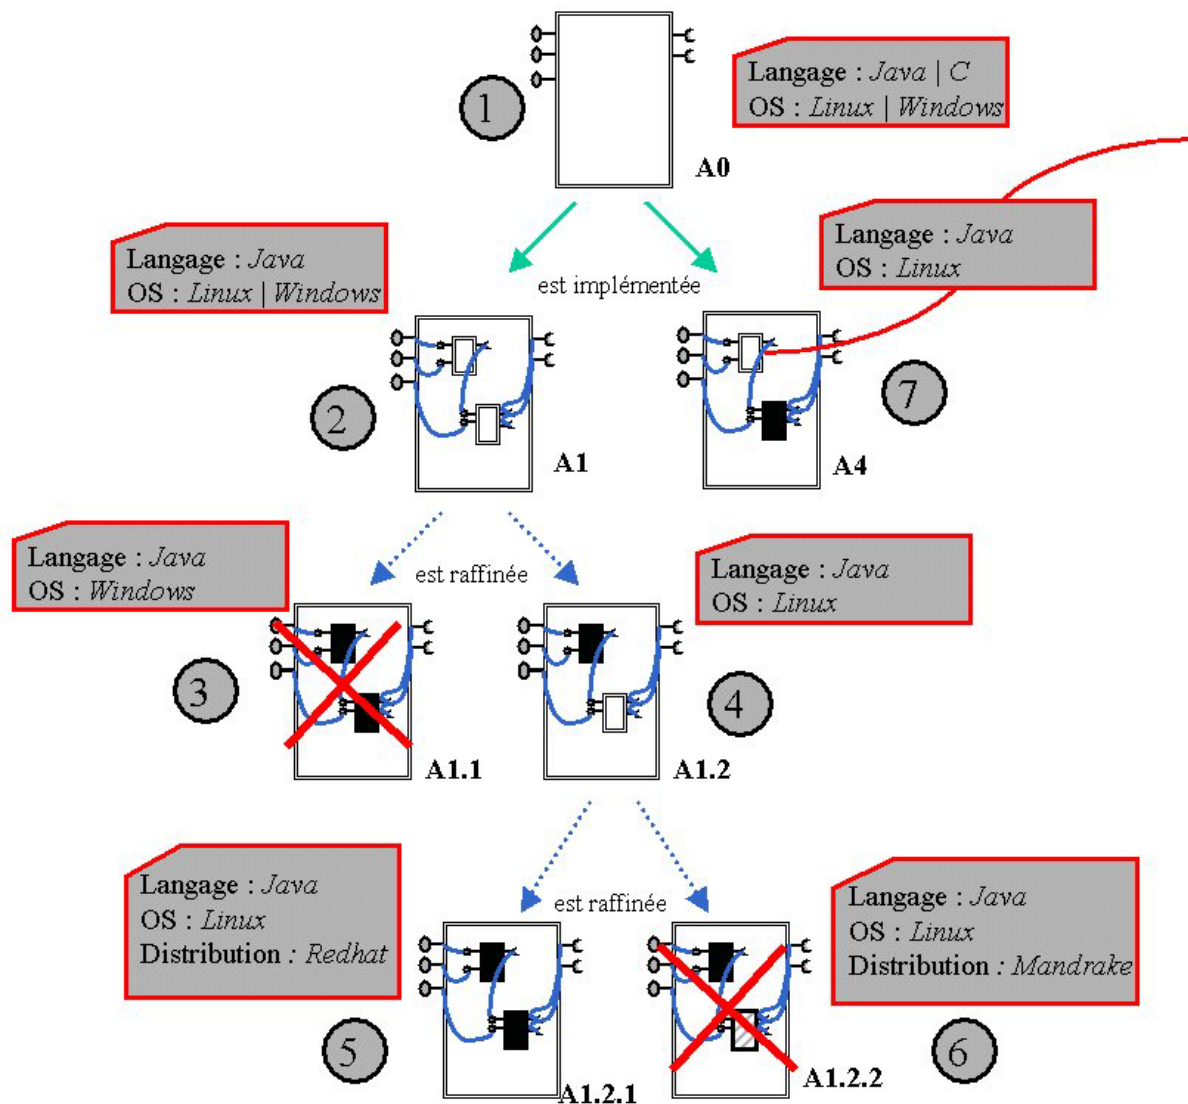 1
Langage : Java | C
OS : Linux | Windows
A0
Langage : Java
OS : Linux | Windows
est implémentée
Langage : Java
OS : Linux
2
A1
7
A4
Langage : Java
OS : Windows
est raffinée
Langage : Java
OS : Linux
3
A1.1
4
A1.2
Langage : Java
OS : Linux
Distribution : Redhat
est raffinée
Langage : Java
OS : Linux
Distribution : Mandrake
5
A1.2.1
A1.2.2
6